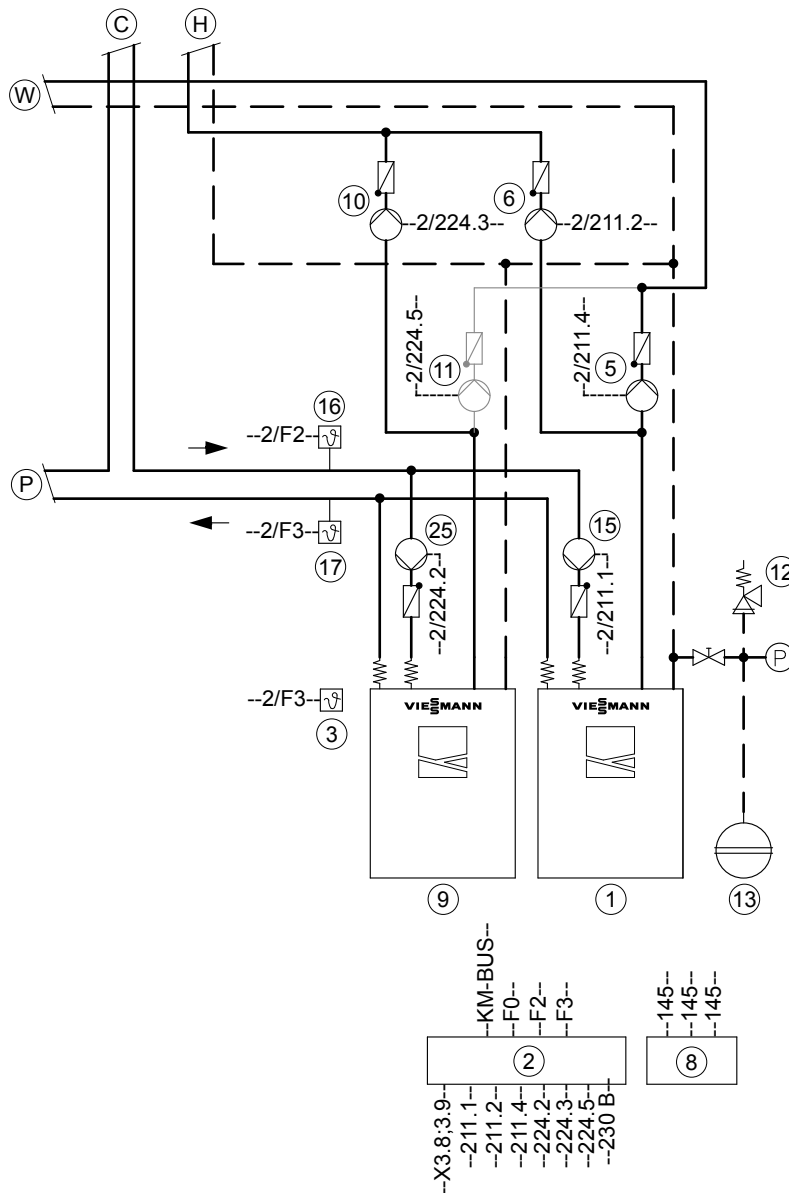 C
H
W
10
--2/224.3--
6
--2/211.2--
--2/224.5--
11
--2/211.4--
5
16
--2/F2--
P
--2/F3--
17
25
--2/224.2--
15
--2/211.1--
12
P
--2/F3--
3
VIESMANN
VIESMANN
9
1
13
--KM-BUS--
--F0--
--F2--
--F3--
2
--X3.8;3.9
--211.1--
--211.2--
--211.4--
--224.2--
--224.3--
--224.5--
--230 B--
--145--
--145--
--145--
8